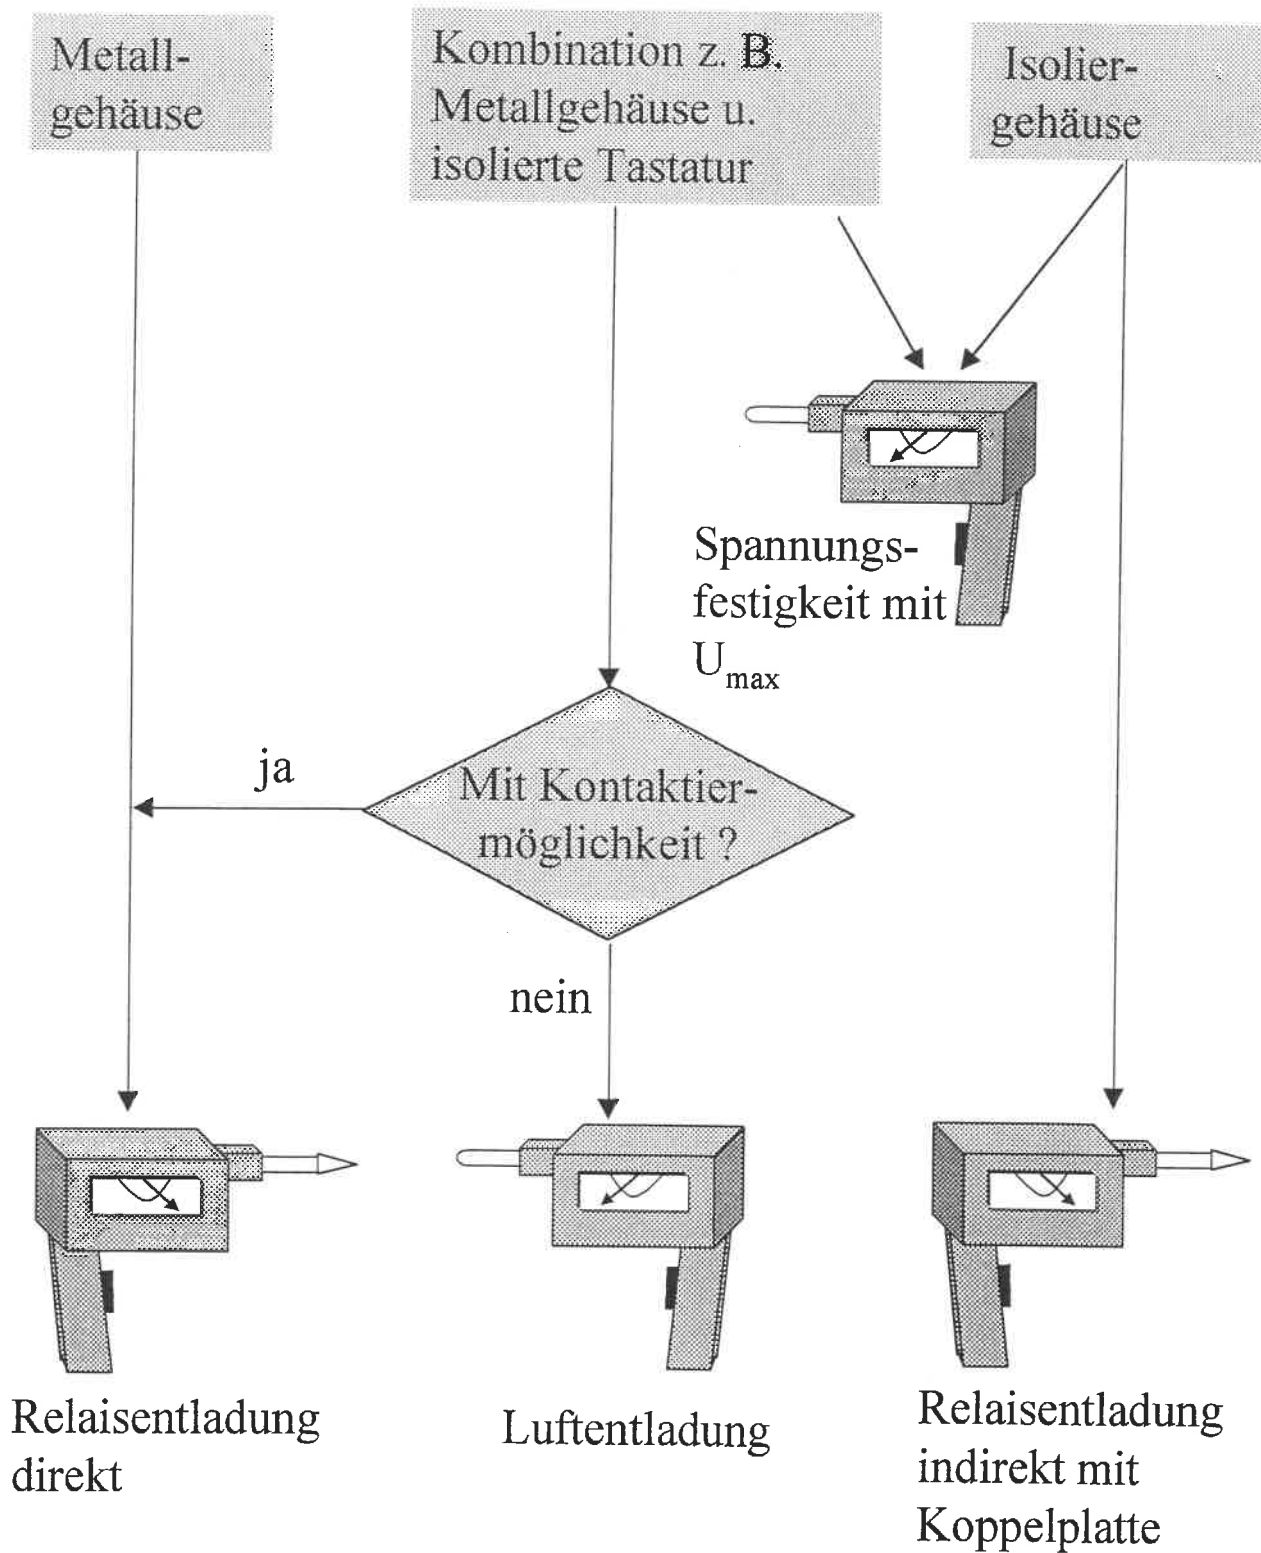 Metall-
gehäuse
Kombination z. B.
Metallgehäuse u.
isolierte Tastatur
Isolier-
gehäuse
Spannungs-
festigkeit mit
Umax
ja
Mit Kontaktier-
möglichkeit ?
nein
Relaisentladung
direkt
Luftentladung
Relaisentladung
indirekt mit
Koppelplatte